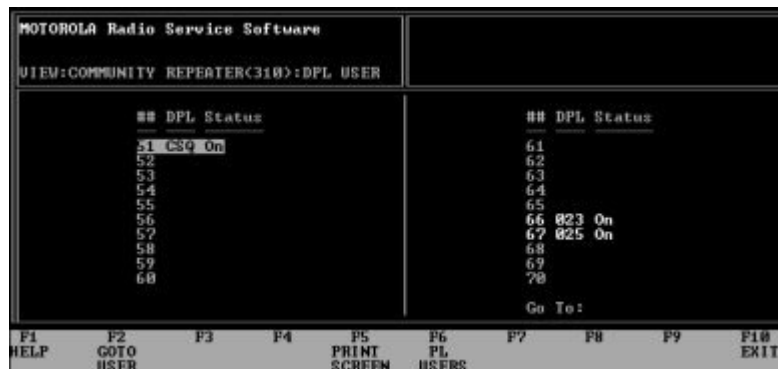 MOTOROLA Radio Service Software
VIEW:COMMUNITY REPEATER(310):DPL USER
## DPL Status
51 CSQ On
52
53
54
55
56
57
58
59
60
## DPL Status
61
62
63
64
65
66 023 On
67 025 On
68
69
70
Go To:
F1 F2 F3 F4 F5 F6 F7 F8 F9 F10
HELP GOTO PRINT PL EXIT
USER SCREEN USERS